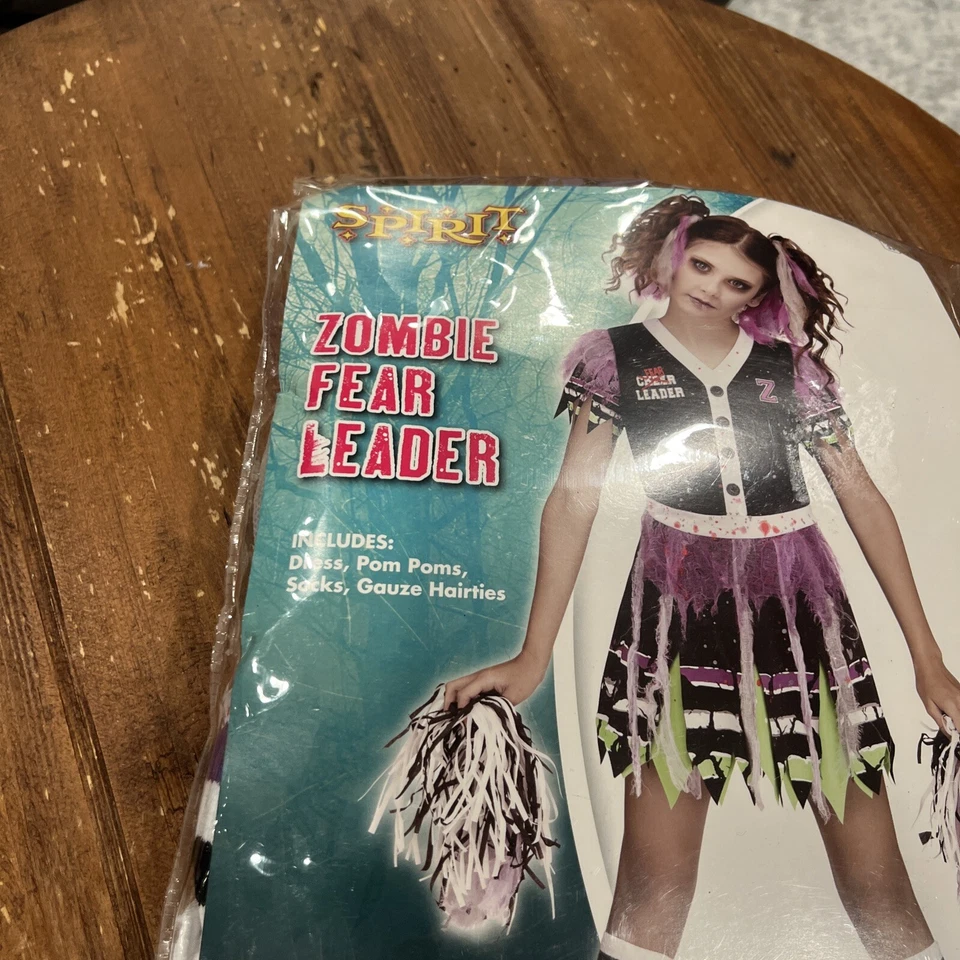 SPIRIT
ZOMBIE
FEAR
LEADER
INCLUDES:
Dress, Pom Poms,
Socks, Gauze Hairties
FEAR
CHEER
LEADER
Z